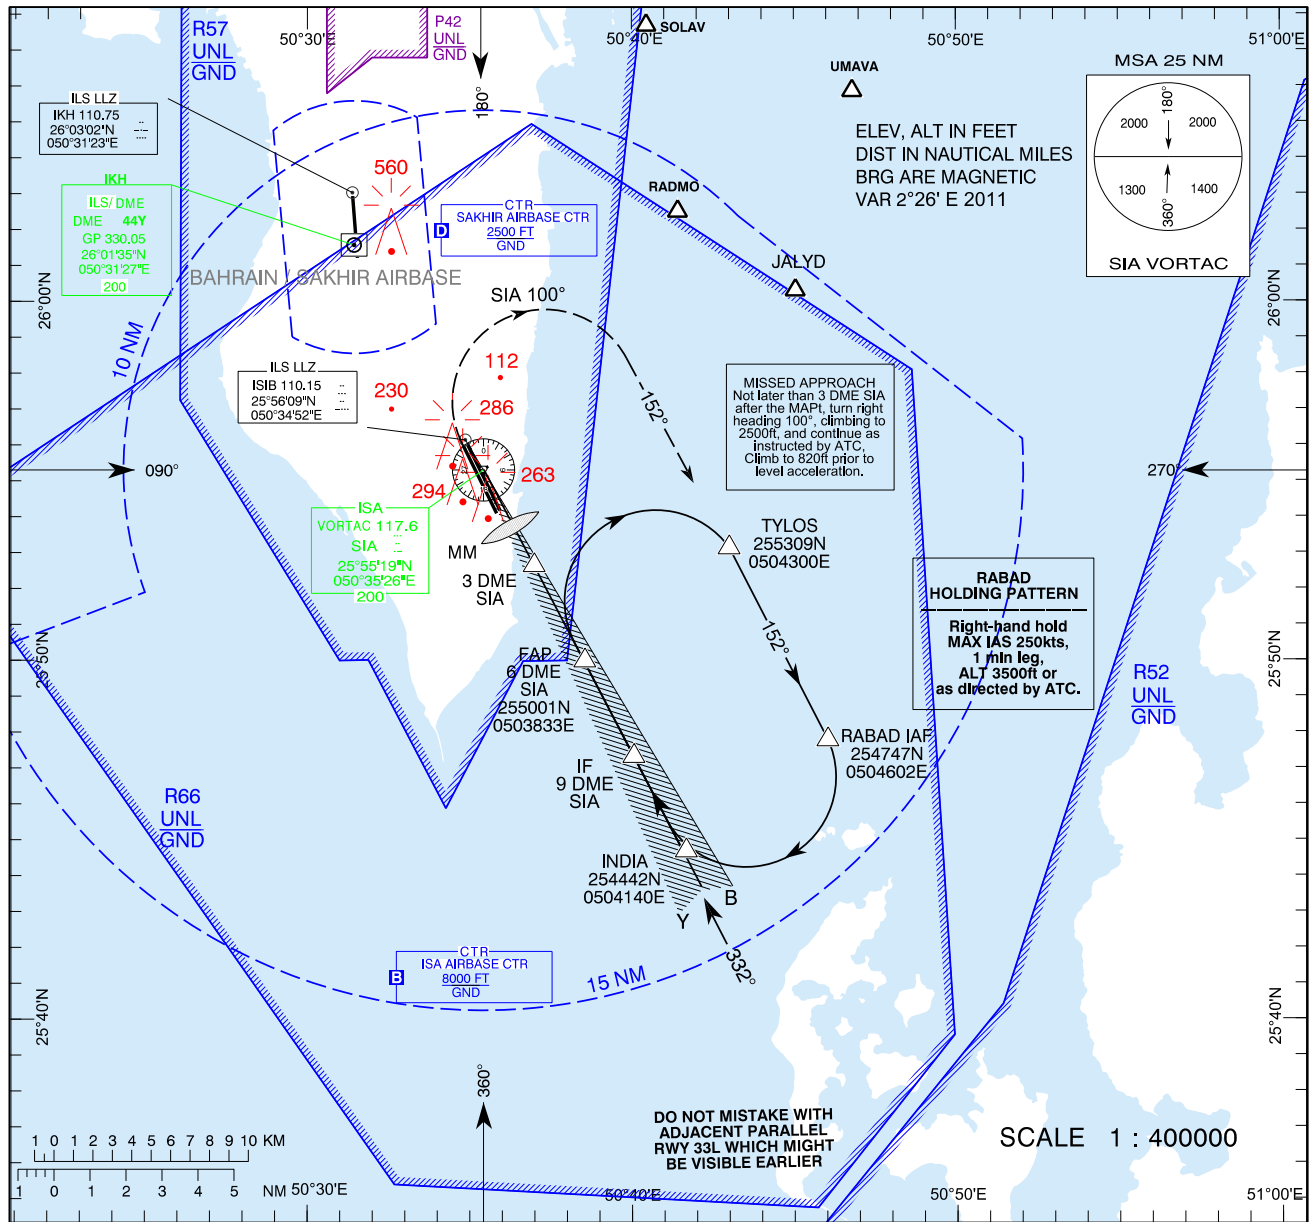 R57
UNL
GND
50°30'E
P42
UNL
GND
180°
50°40'E
SOLAV
50°50'E
51°00'E
UMAVA
MSA 25 NM
180°
2000
2000
1300
1400
360°
SIA VORTAC
ELEV, ALT IN FEET
DIST IN NAUTICAL MILES
BRG ARE MAGNETIC
VAR 2°26' E 2011
ILS LLZ
IKH 110.75
26°03'02"N
050°31'23"E
IKH
ILS/ DME
DME 44Y
GP 330.05
26°01'35"N
050°31'27"E
200
560
D
CTR
SAKHIR AIRBASE CTR
2500 FT
GND
RADMO
JALYD
BAHRAIN / SAKHIR AIRBASE
26°00'N
26°00'N
SIA 100°
10 NM
ILS LLZ
ISIB 110.15
25°56'09"N
050°34'52"E
112
230
286
152°
MISSED APPROACH
Not later than 3 DME SIA
after the MAPt, turn right
heading 100°, climbing to
2500ft, and continue as
instructed by ATC,
Climb to 820ft prior to
level acceleration.
090°
270°
263
294
ISA
VORTAC 117.6
SIA
25°55'19"N
050°35'26"E
200
MM
3 DME
SIA
TYLOS
255309N
0504300E
RABAD
HOLDING PATTERN
Right-hand hold
MAX IAS 250kts,
1 min leg,
ALT 3500ft or
as directed by ATC.
152°
25°50'N
25°50'N
FAP
6 DME
SIA
255001N
0503833E
R52
UNL
GND
RABAD IAF
254747N
0504602E
IF
9 DME
SIA
R66
UNL
GND
INDIA
254442N
0504140E
B
Y
332°
B
CTR
ISA AIRBASE CTR
8000 FT
GND
15 NM
25°40'N
25°40'N
360°
DO NOT MISTAKE WITH
ADJACENT PARALLEL
RWY 33L WHICH MIGHT
BE VISIBLE EARLIER
SCALE 1 : 400000
1 0 1 2 3 4 5 6 7 8 9 10 KM
1 0 1 2 3 4 5 NM
50°30'E
50°40'E
50°50'E
51°00'E